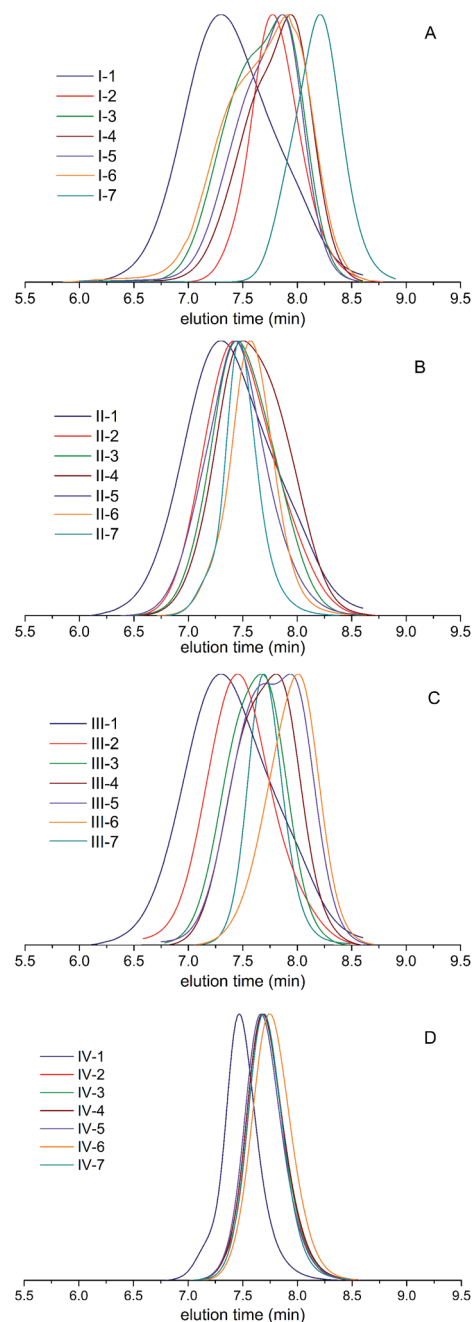 A
I-1
I-2
I-3
I-4
I-5
I-6
I-7
5.5 6.0 6.5 7.0 7.5 8.0 8.5 9.0 9.5
elution time (min)
B
II-1
II-2
II-3
II-4
II-5
II-6
II-7
5.5 6.0 6.5 7.0 7.5 8.0 8.5 9.0 9.5
elution time (min)
C
III-1
III-2
III-3
III-4
III-5
III-6
III-7
5.5 6.0 6.5 7.0 7.5 8.0 8.5 9.0 9.5
elution time (min)
D
IV-1
IV-2
IV-3
IV-4
IV-5
IV-6
IV-7
5.5 6.0 6.5 7.0 7.5 8.0 8.5 9.0 9.5
elution time (min)